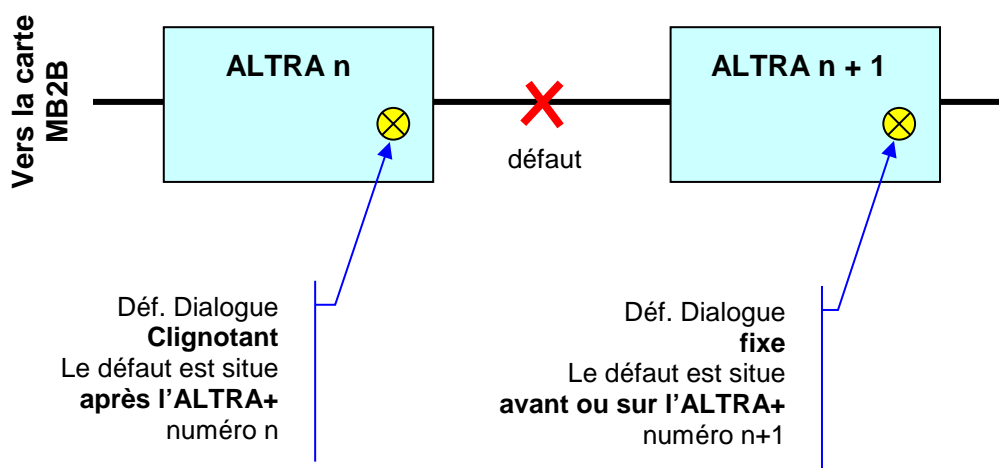 Vers la carte
MB2B
ALTRA n
ALTRA n + 1
défaut
Déf. Dialogue
Clignotant
Le défaut est situe
après l’ALTRA+
numéro n
Déf. Dialogue
fixe
Le défaut est situe
avant ou sur l’ALTRA+
numéro n+1